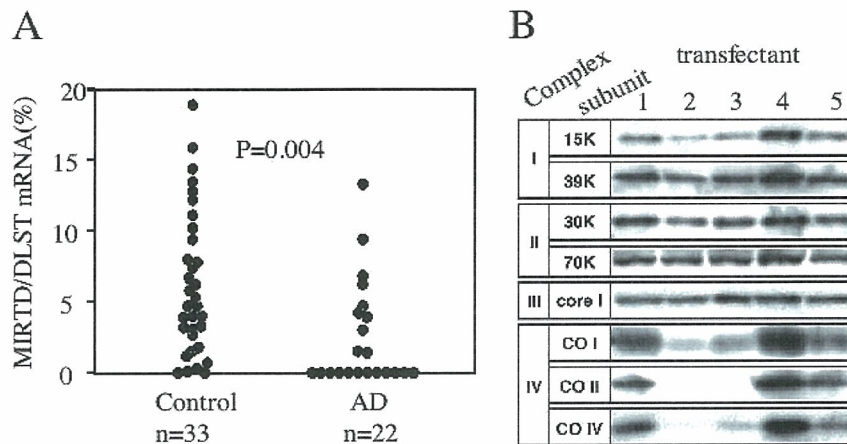 A
MIRTD/DLST mRNA(%)
20
15
10
5
0
P=0.004
Control
n=33
AD
n=22
B
Complex
subunit
transfectant
1 2 3 4 5
I
15K
39K
II
30K
70K
III
core I
IV
CO I
CO II
CO IV